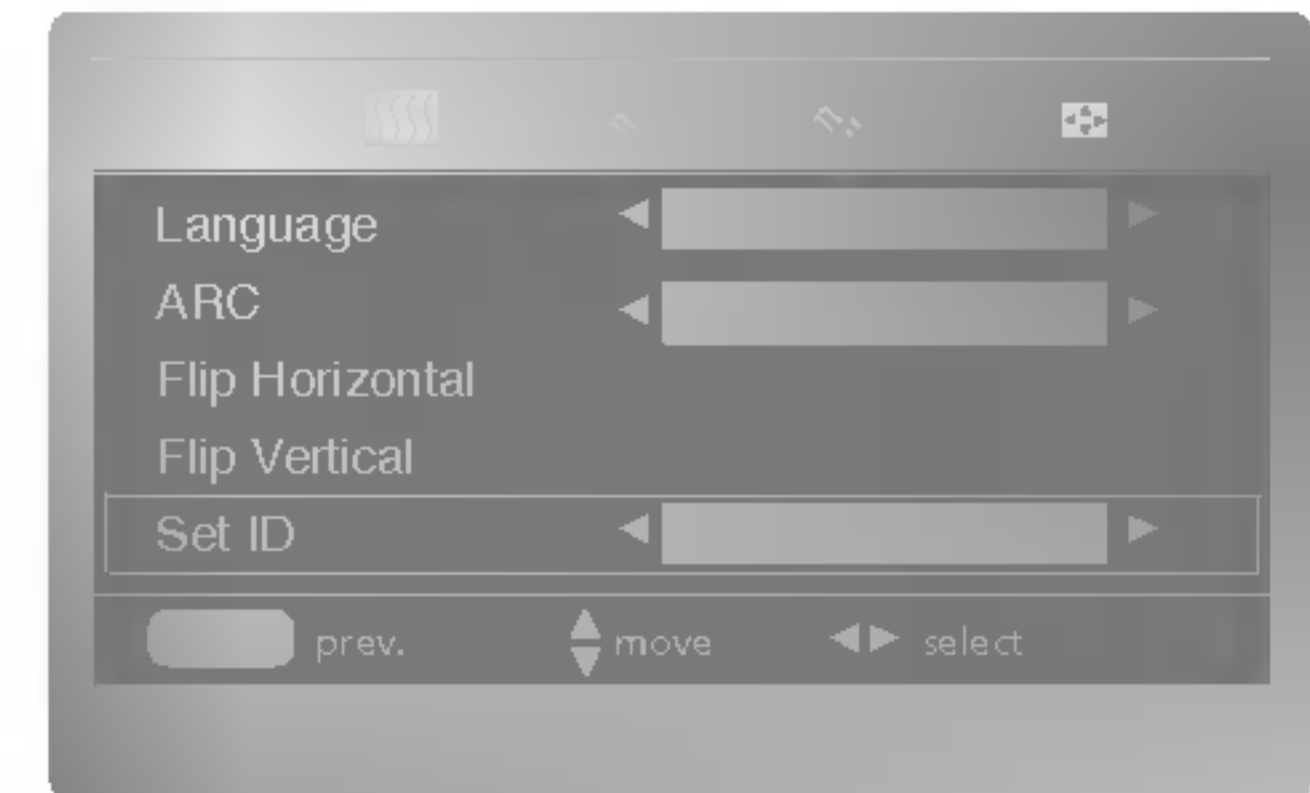 Language
ARC
Flip Horizontal
Flip Vertical
Set ID
prev. move select